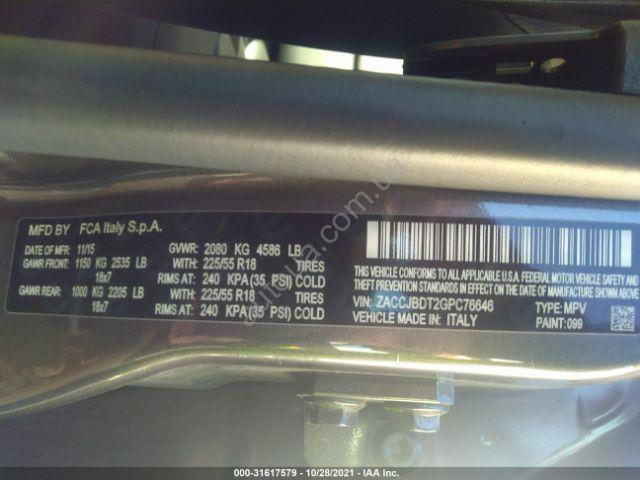 MFD BY FCA Italy S.p.A.
DATE OF MFR: 11/15 GVWR: 2080 KG 4586 LB
GAWR FRONT: 1150 KG 2535 LB WITH: 225/55 R18 TIRES
18x7 RIMS AT: 240 KPA(35 PSI) COLD
GAWR REAR: 1000 KG 2205 LB WITH: 225/55 R18 TIRES
18x7 RIMS AT: 240 KPA(35 PSI) COLD
THIS VEHICLE CONFORMS TO ALL APPLICABLE U.S.A. FEDERAL MOTOR VEHICLE
SAFETY, BUMPER, AND THEFT PREVENTION STANDARDS IN EFFECT ON THE DATE OF MANUFACTURE SHOWN ABOVE
VIN: ZACCJBDT2GPC76646 TYPE: MPV
VEHICLE MADE IN ITALY PAINT: 099
000-31617579 - 10/28/2021 - IAA Inc.